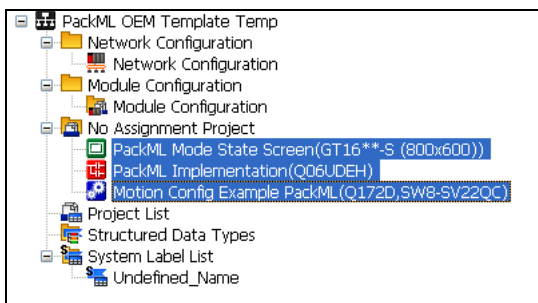 PackML OEM Template Temp
Network Configuration
Network Configuration
Module Configuration
Module Configuration
No Assignment Project
PackML Mode State Screen(GT16**-S (800x600))
PackML Implementation(Q06UDEH)
Motion Config Example PackML(Q172D,SW8-SV22QC)
Project List
Structured Data Types
System Label List
Undefined_Name